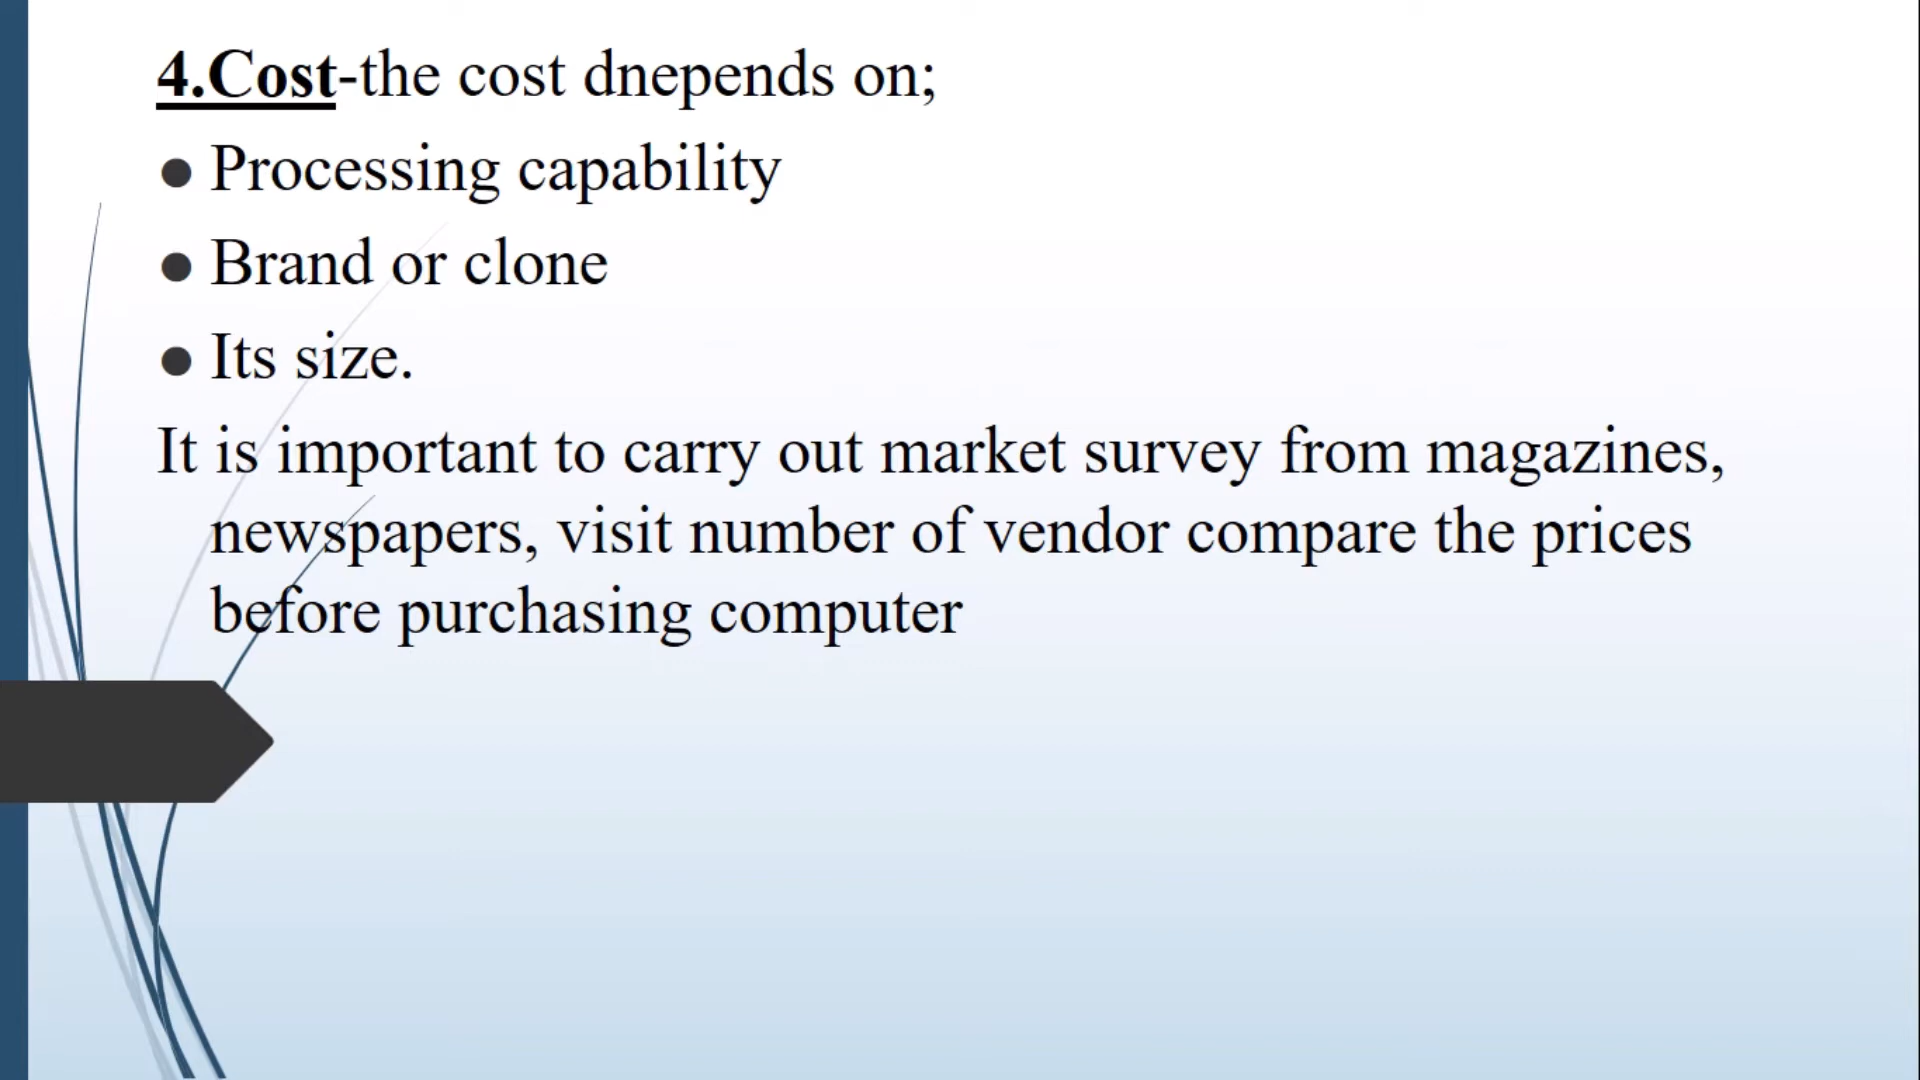 4.Cost-the cost dnepends on;
● Processing capability
● Brand or clone
● Its size.
It is important to carry out market survey from magazines,
newspapers, visit number of vendor compare the prices
before purchasing computer